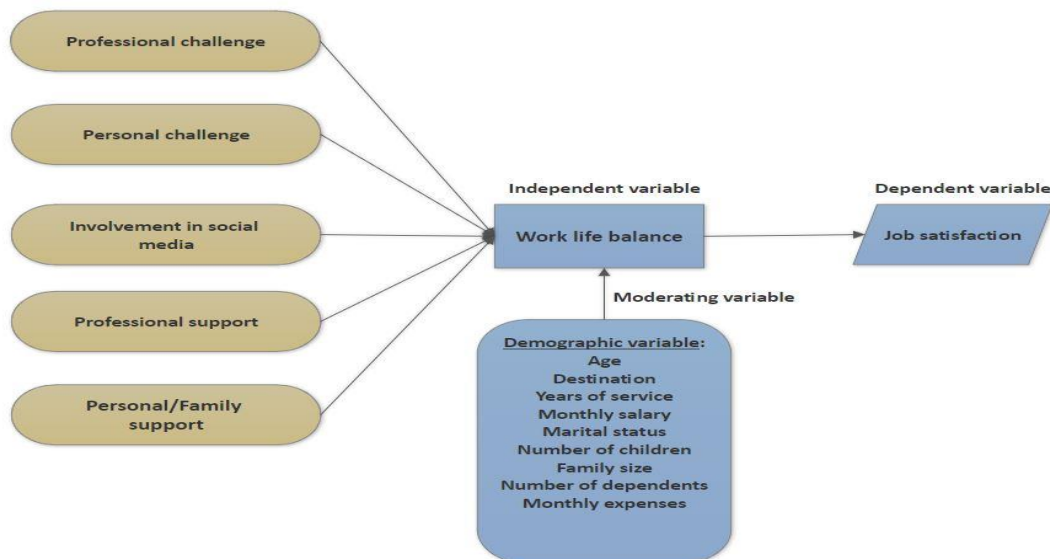 Professional challenge
Personal challenge
Involvement in social
media
Professional support
Personal/Family
support
Independent variable
Work life balance
Dependent variable
Job satisfaction
Moderating variable
Demographic variable:
Age
Destination
Years of service
Monthly salary
Marital status
Number of children
Family size
Number of dependents
Monthly expenses